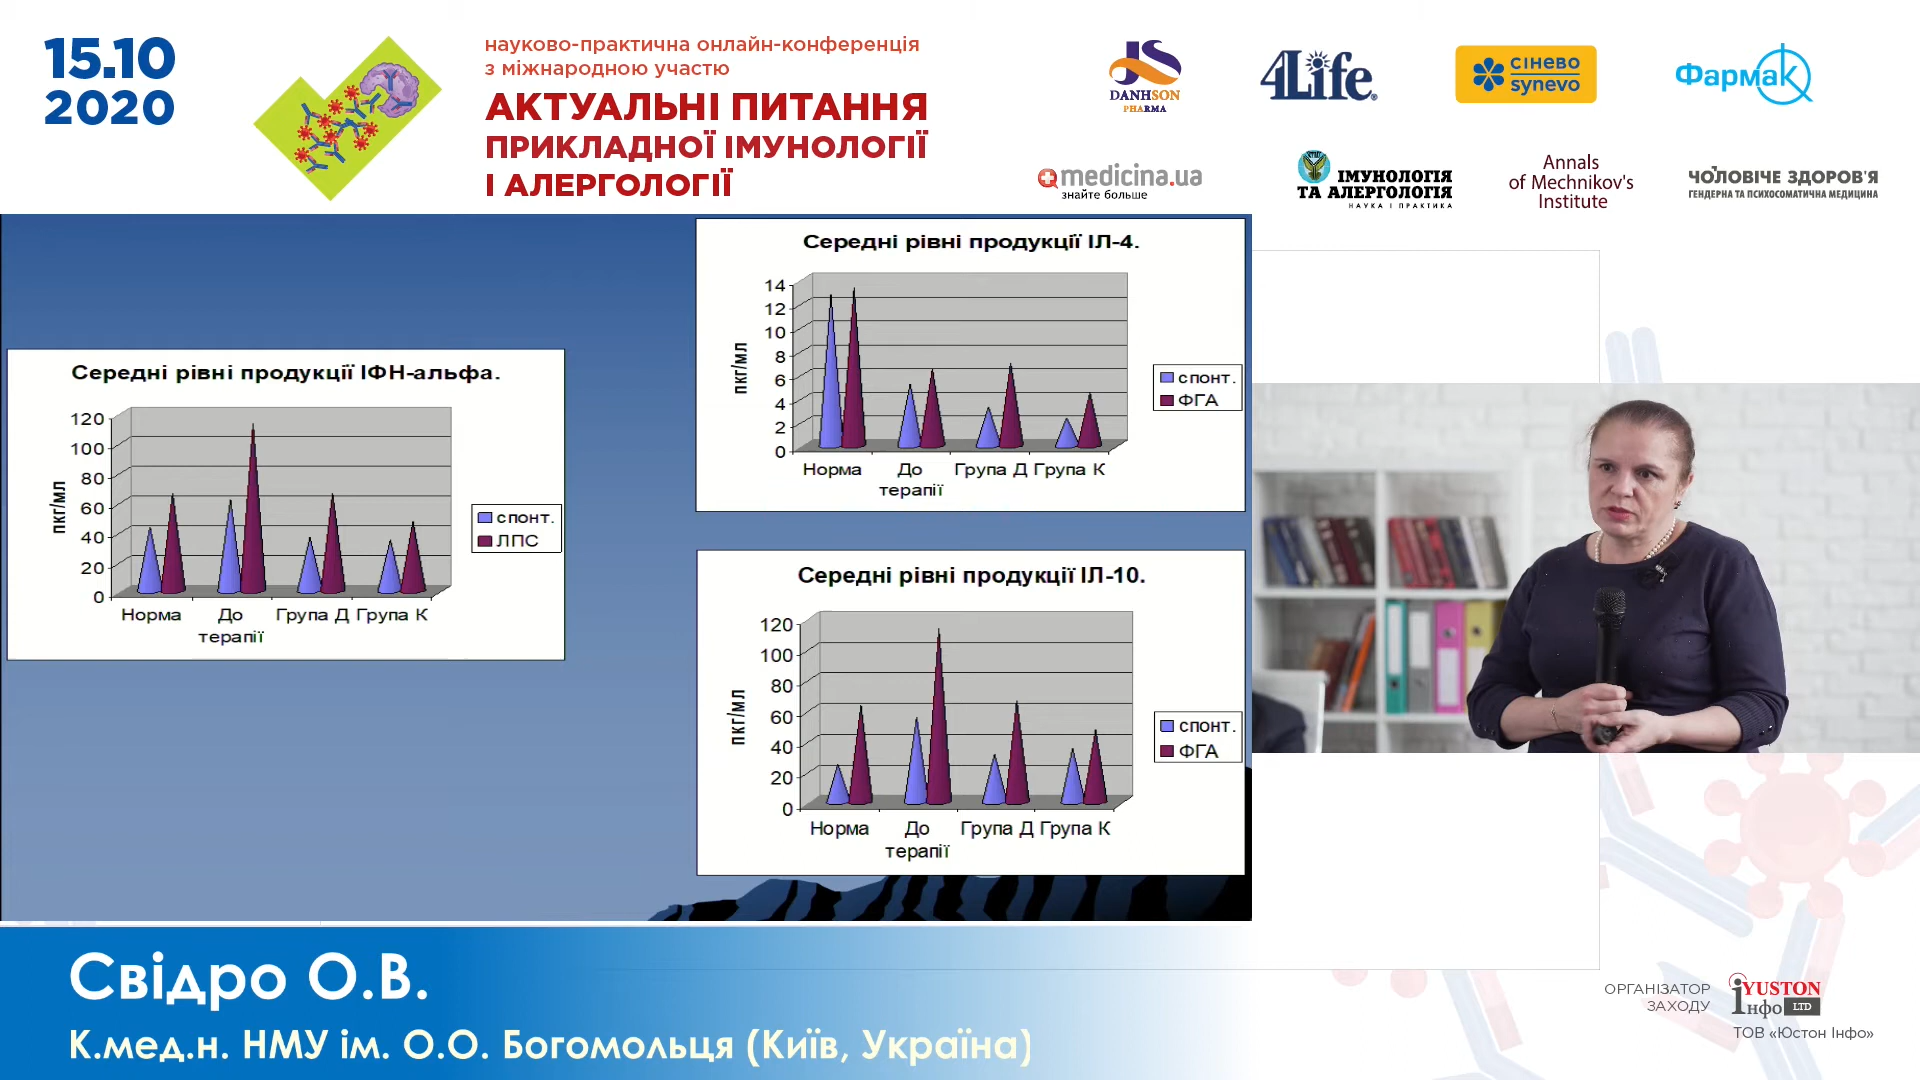 15.10
2020
науково-практична онлайн-конференція
з міжнародною участю
АКТУАЛЬНІ ПИТАННЯ
ПРИКЛАДНОЇ ІМУНОЛОГІЇ
І АЛЕРГОЛОГІЇ
DANHSON
PHARMA
4Life®
сінево
synevo
Фармак
medicina.ua
знайте больше
ІМУНОЛОГІЯ
ТА АЛЕРГОЛОГІЯ
НАУКА І ПРАКТИКА
Annals
of Mechnikov's
Institute
ЧОЛОВІЧЕ ЗДОРОВ'Я
ГЕНДЕРНА ТА ПСИХОСОМАТИЧНА МЕДИЦИНА
Середні рівні продукції ІФН-альфа.
120
100
80
60
40
20
0
пкг/мл
Норма
До
терапії
Група Д
Група К
спонт.
ЛПС
Середні рівні продукції ІЛ-4.
14
12
10
8
6
4
2
0
пкг/мл
Норма
До
терапії
Група Д
Група К
спонт.
ФГА
Середні рівні продукції ІЛ-10.
120
100
80
60
40
20
0
пкг/мл
Норма
До
терапії
Група Д
Група К
спонт.
ФГА
Свідро О.В.
К.мед.н. НМУ ім. О.О. Богомольця (Київ, Україна)
ОРГАНІЗАТОР
ЗАХОДУ
YUSTON
інфо LTD
ТОВ «Юстон Інфо»